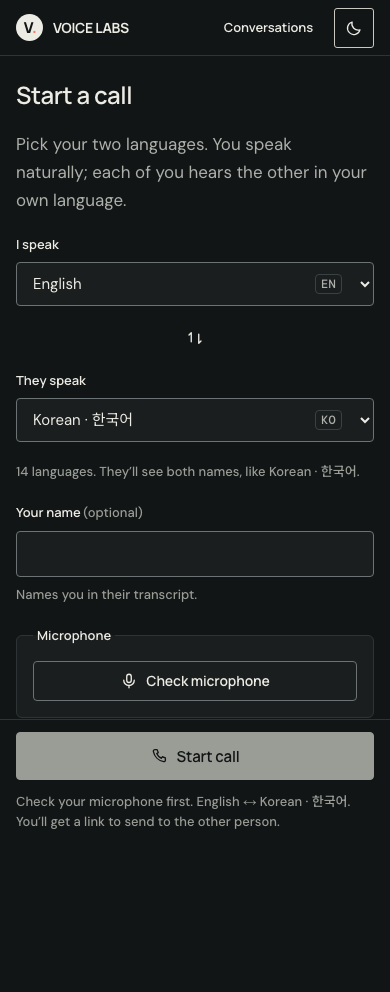 V.
VOICE LABS
Conversations
Start a call
Pick your two languages. You speak
naturally; each of you hears the other in your
own language.
I speak
English EN
They speak
Korean · 한국어 KO
14 languages. They’ll see both names, like Korean · 한국어.
Your name (optional)
Names you in their transcript.
Microphone
Check microphone
Start call
Check your microphone first. English ↔ Korean · 한국어.
You’ll get a link to send to the other person.